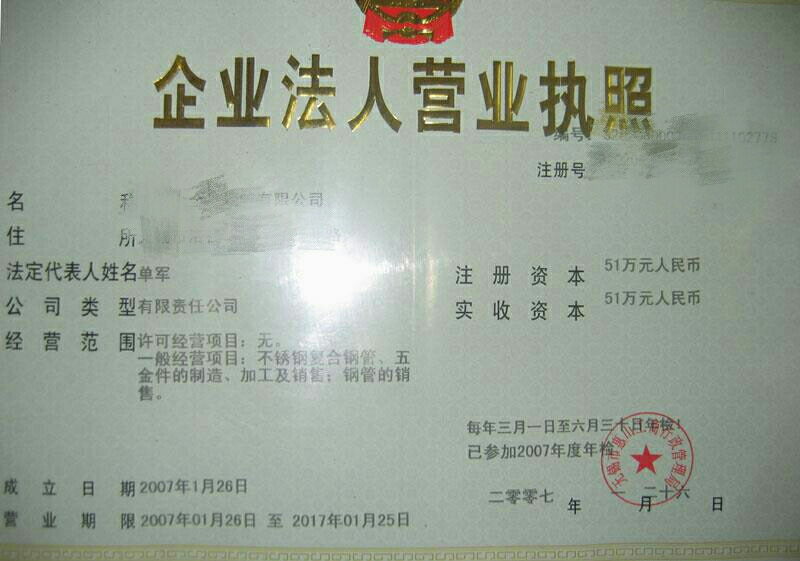 企业法人营业执照
编号
注册号
名 有限公司
住 所
法定代表人姓名 单军
注册资本 51万元人民币
公司类型 有限责任公司
实收资本 51万元人民币
经营范围 许可经营项目：无。
一般经营项目：不锈钢复合钢管、五
金件的制造、加工及销售；钢管的销
售。
每年三月一日至六月三十日年检！
已参加2007年度年检
无锡市惠山工商行政管理局
成立日期 2007年1月26日
二零零七 年 月 二十六 日
营业期限 2007年01月26日 至 2017年01月25日